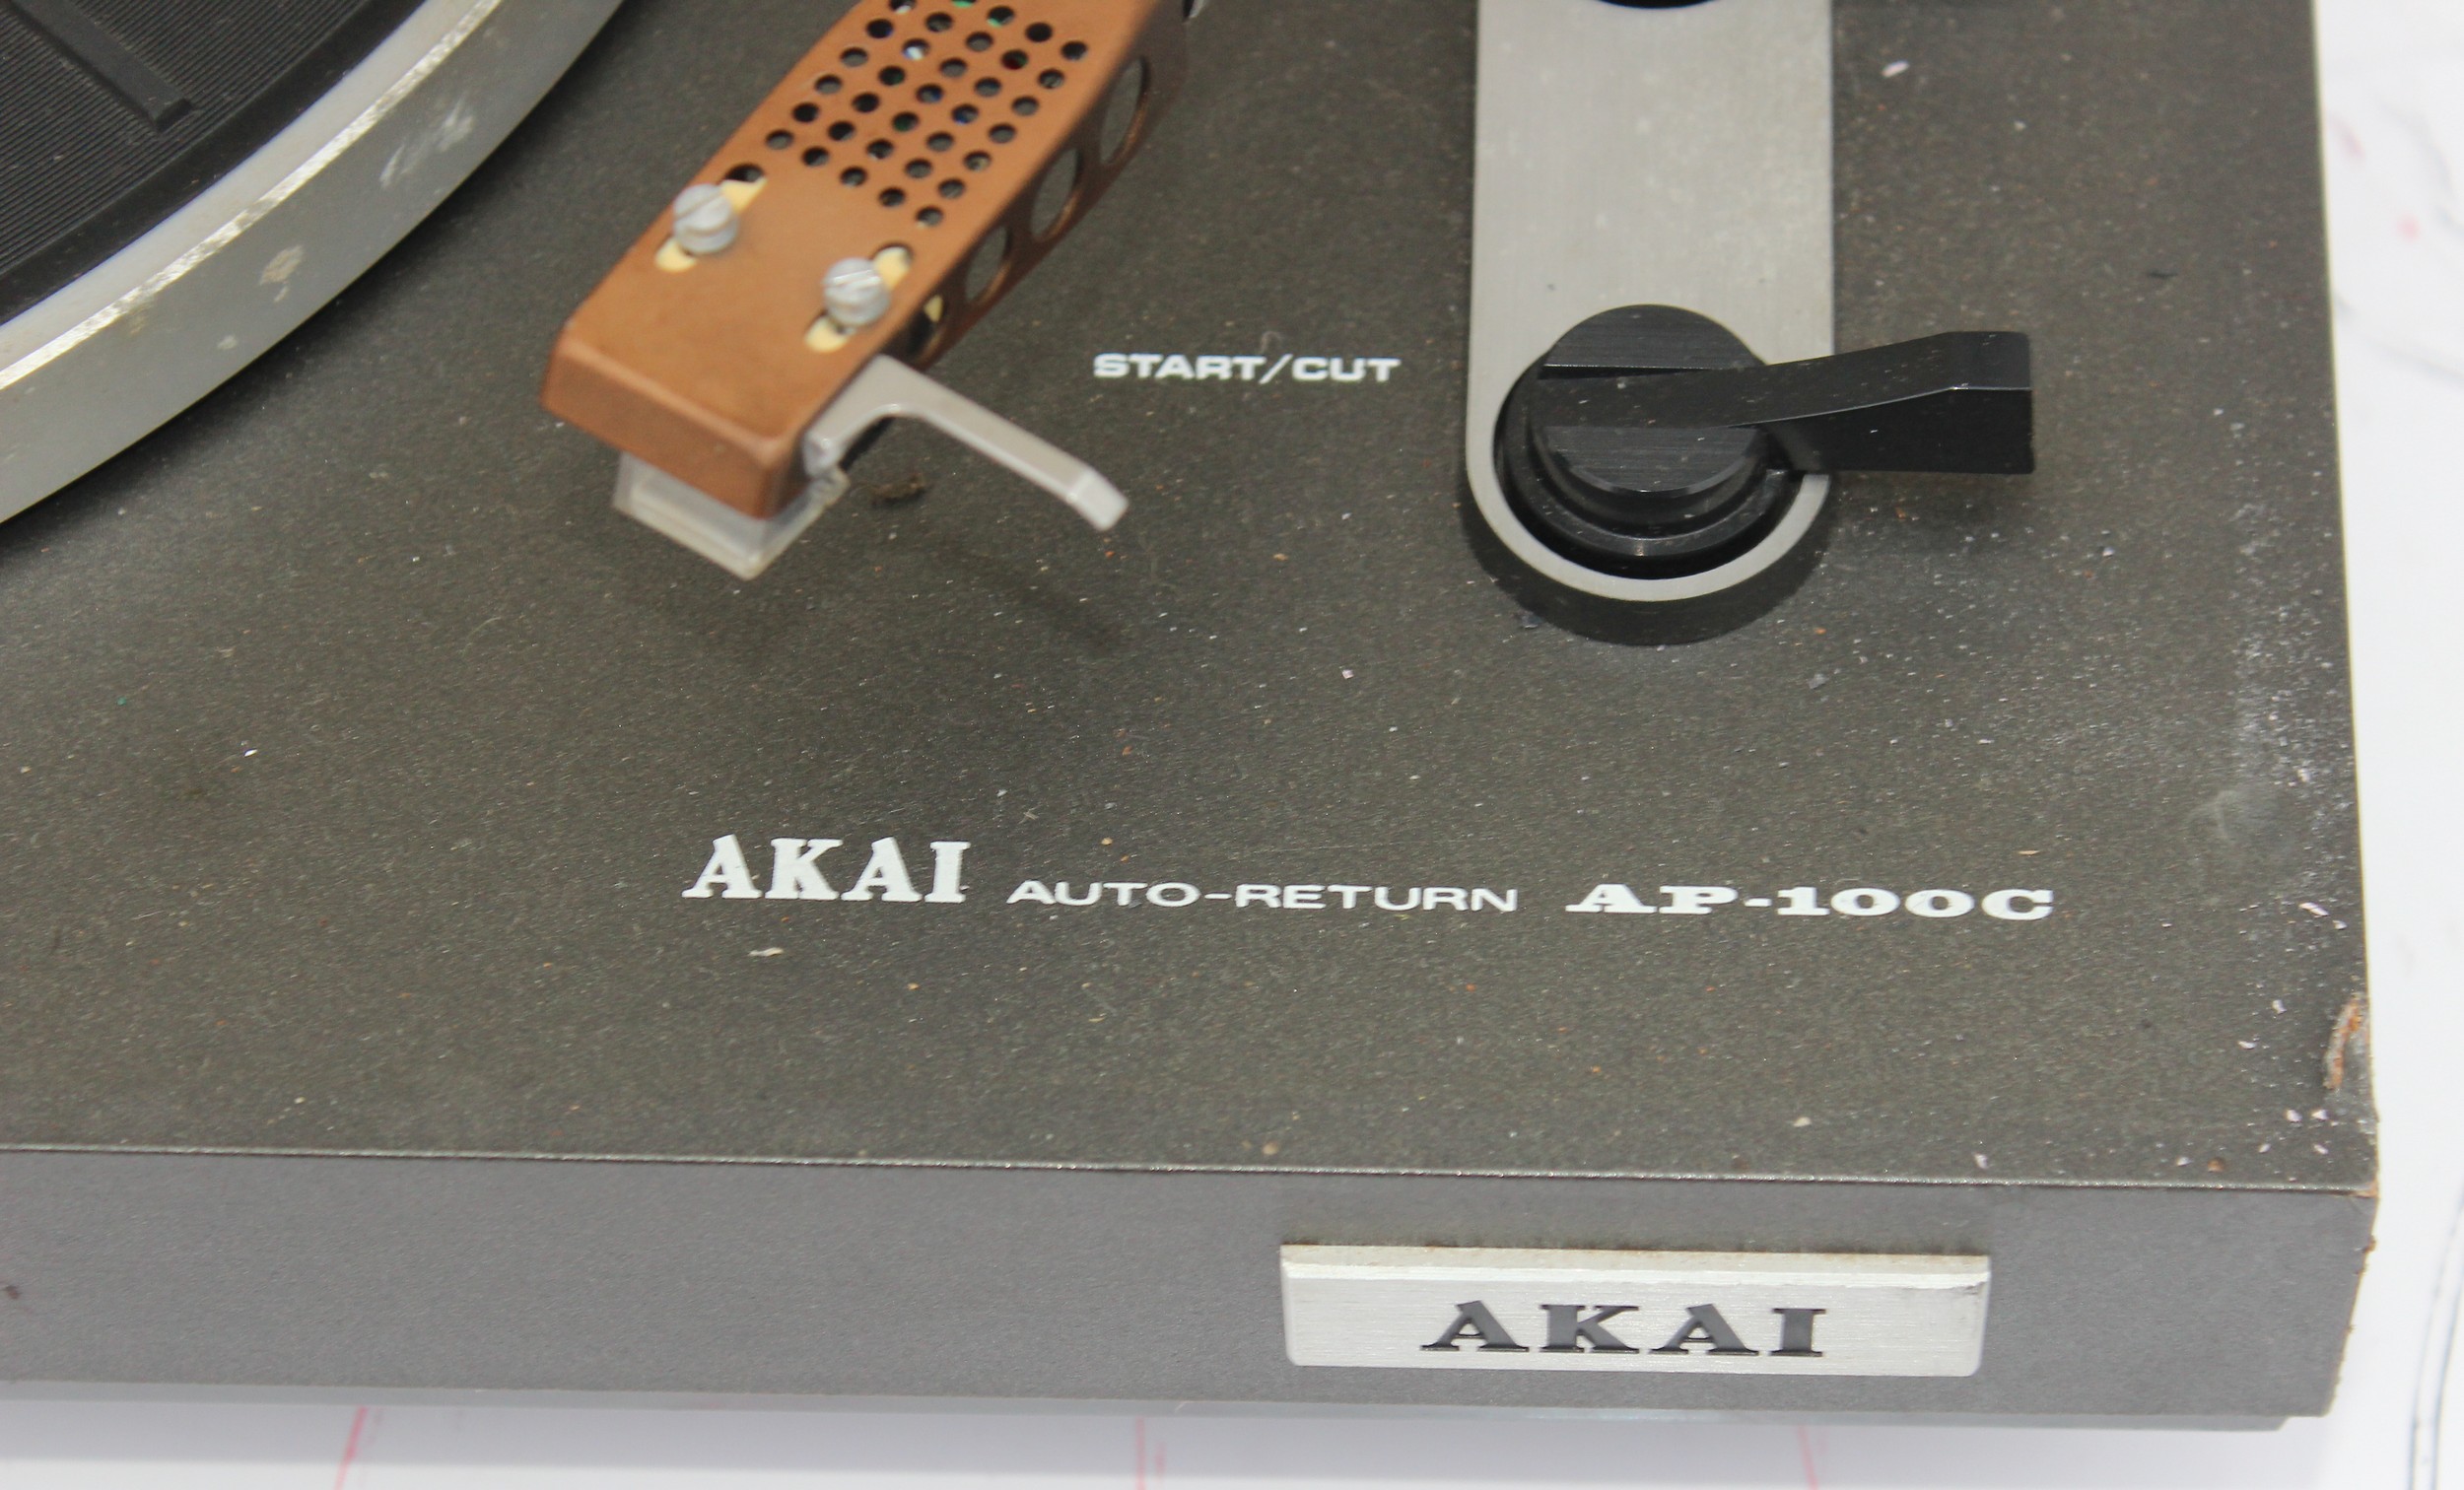 START/CUT
AKAI AUTO-RETURN AP-100C
AKAI